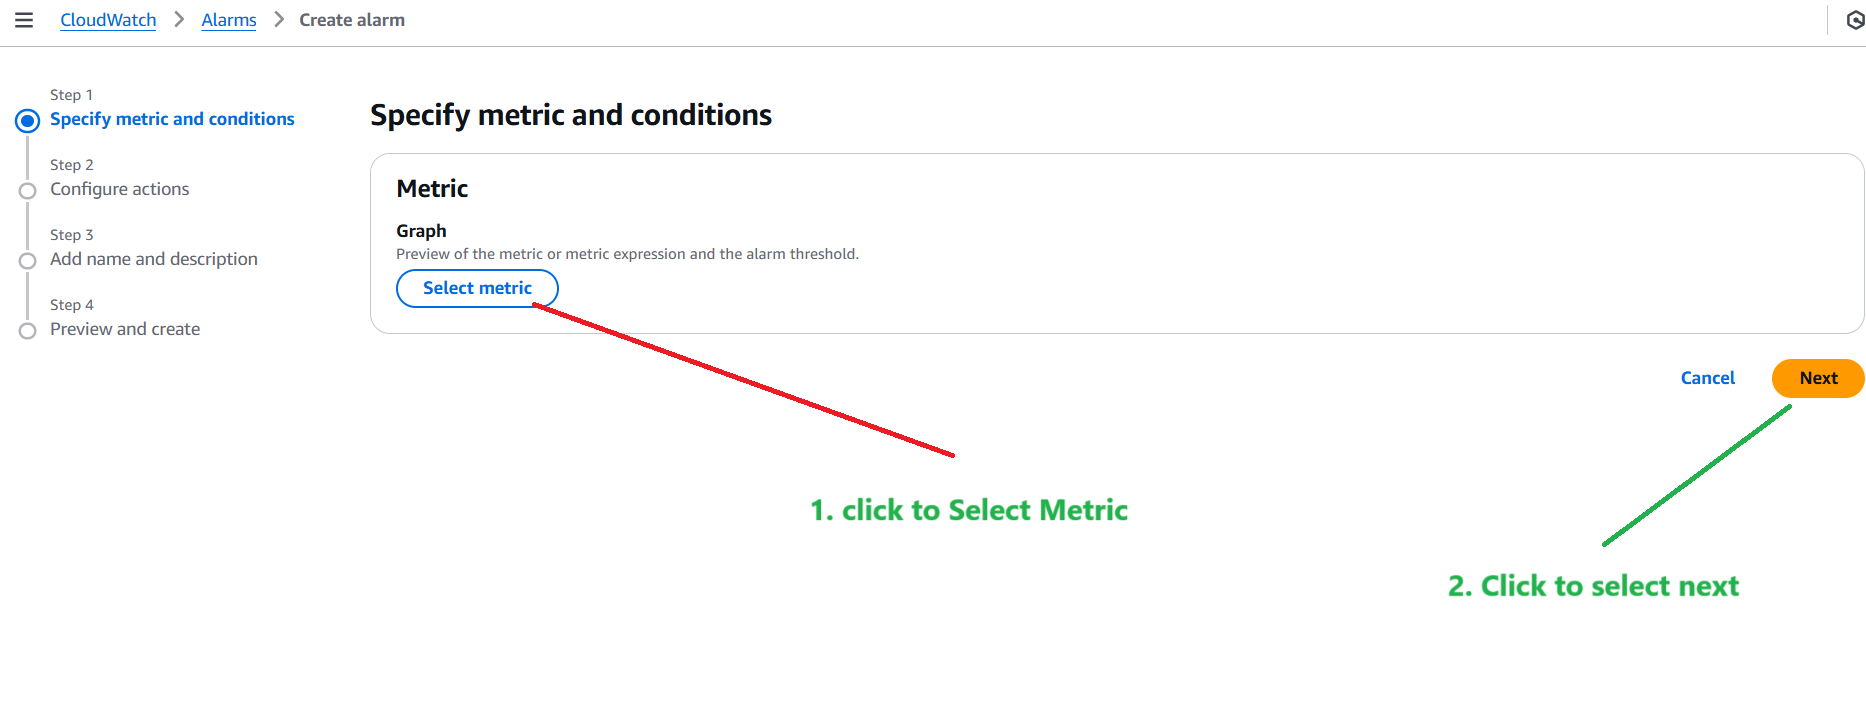 CloudWatch > Alarms > Create alarm
Step 1
Specify metric and conditions
Step 2
Configure actions
Step 3
Add name and description
Step 4
Preview and create
Specify metric and conditions
Metric
Graph
Preview of the metric or metric expression and the alarm threshold.
Select metric
Cancel
Next
1. click to Select Metric
2. Click to select next